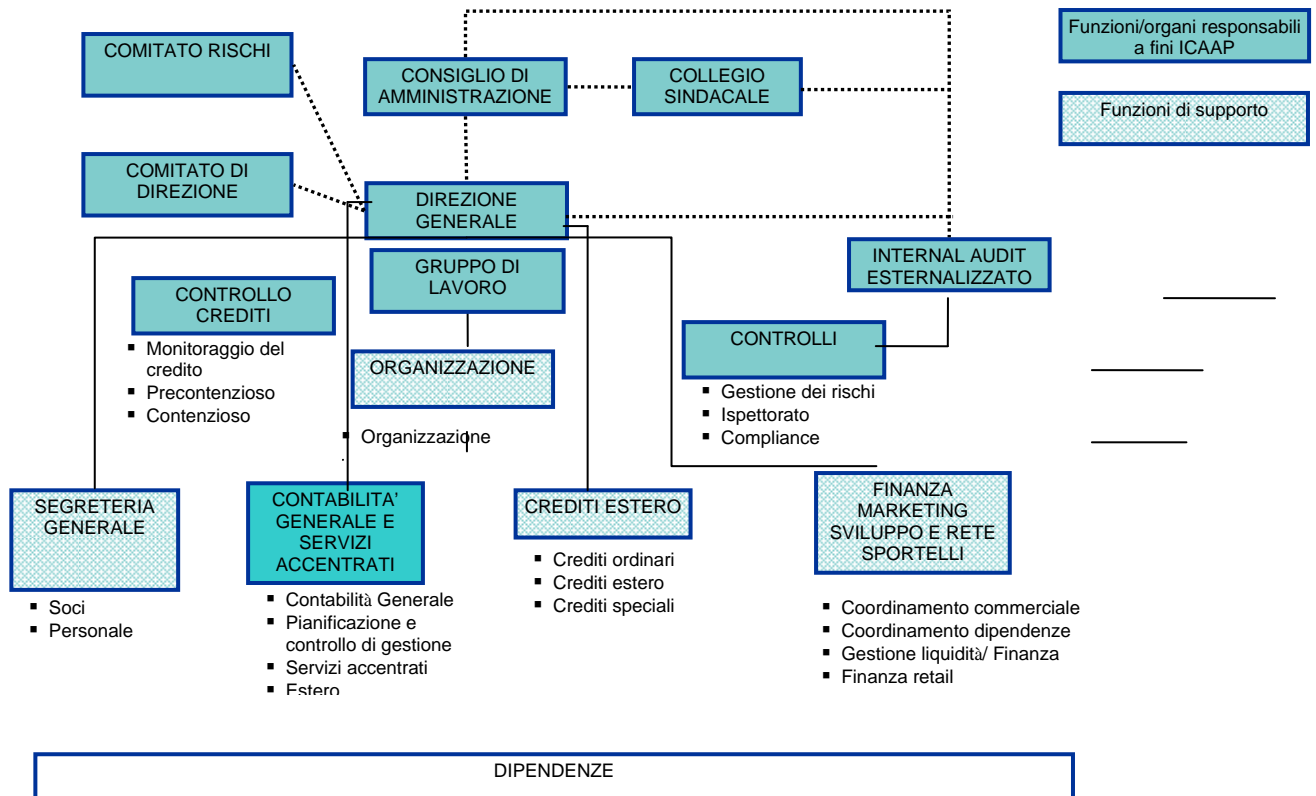 COMITATO RISCHI
CONSIGLIO DI
AMMINISTRAZIONE
COLLEGIO
SINDACALE
Funzioni/organi responsabili
a fini ICAAP
Funzioni di supporto
COMITATO DI
DIREZIONE
DIREZIONE
GENERALE
INTERNAL AUDIT
ESTERNALIZZATO
GRUPPO DI
LAVORO
CONTROLLO
CREDITI
▪ Monitoraggio del
credito
▪ Precontenzioso
▪ Contenzioso
ORGANIZZAZIONE
▪ Organizzazione
.
CONTROLLI
▪ Gestione dei rischi
▪ Ispettorato
▪ Compliance
SEGRETERIA
GENERALE
▪ Soci
▪ Personale
CONTABILITA'
GENERALE E
SERVIZI
ACCENTRATI
▪ Contabilità Generale
▪ Pianificazione e
controllo di gestione
▪ Servizi accentrati
▪ Estero
CREDITI ESTERO
▪ Crediti ordinari
▪ Crediti estero
▪ Crediti speciali
FINANZA
MARKETING
SVILUPPO E RETE
SPORTELLI
▪ Coordinamento commerciale
▪ Coordinamento dipendenze
▪ Gestione liquidità/ Finanza
▪ Finanza retail
DIPENDENZE